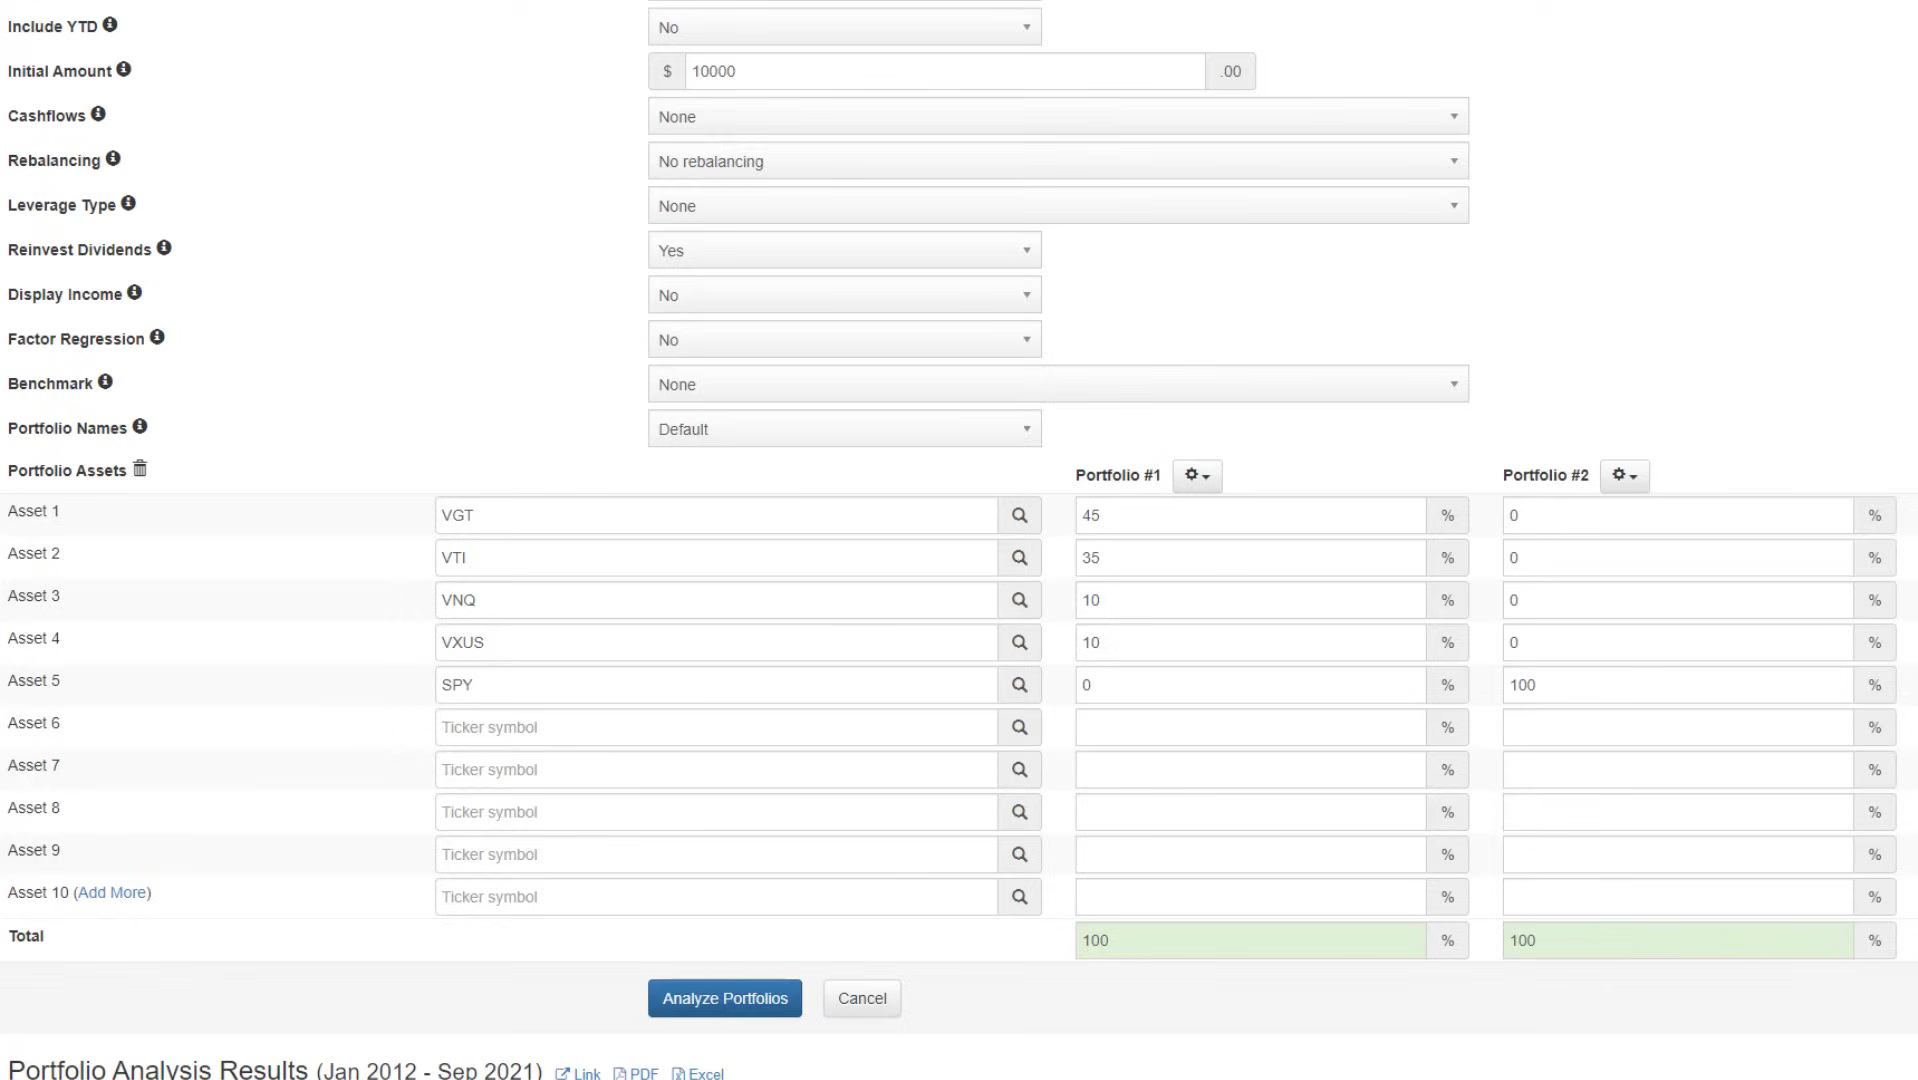 Include YTD No
Initial Amount $ 10000 .00
Cashflows None
Rebalancing No rebalancing
Leverage Type None
Reinvest Dividends Yes
Display Income No
Factor Regression No
Benchmark None
Portfolio Names Default
Portfolio Assets Portfolio #1 Portfolio #2
Asset 1 VGT 45 % 0 %
Asset 2 VTI 35 % 0 %
Asset 3 VNQ 10 % 0 %
Asset 4 VXUS 10 % 0 %
Asset 5 SPY 0 % 100 %
Asset 6 Ticker symbol % %
Asset 7 Ticker symbol % %
Asset 8 Ticker symbol % %
Asset 9 Ticker symbol % %
Asset 10 (Add More) Ticker symbol % %
Total 100 % 100 %
Analyze Portfolios Cancel
Portfolio Analysis Results (Jan 2012 - Sep 2021) Link PDF Excel